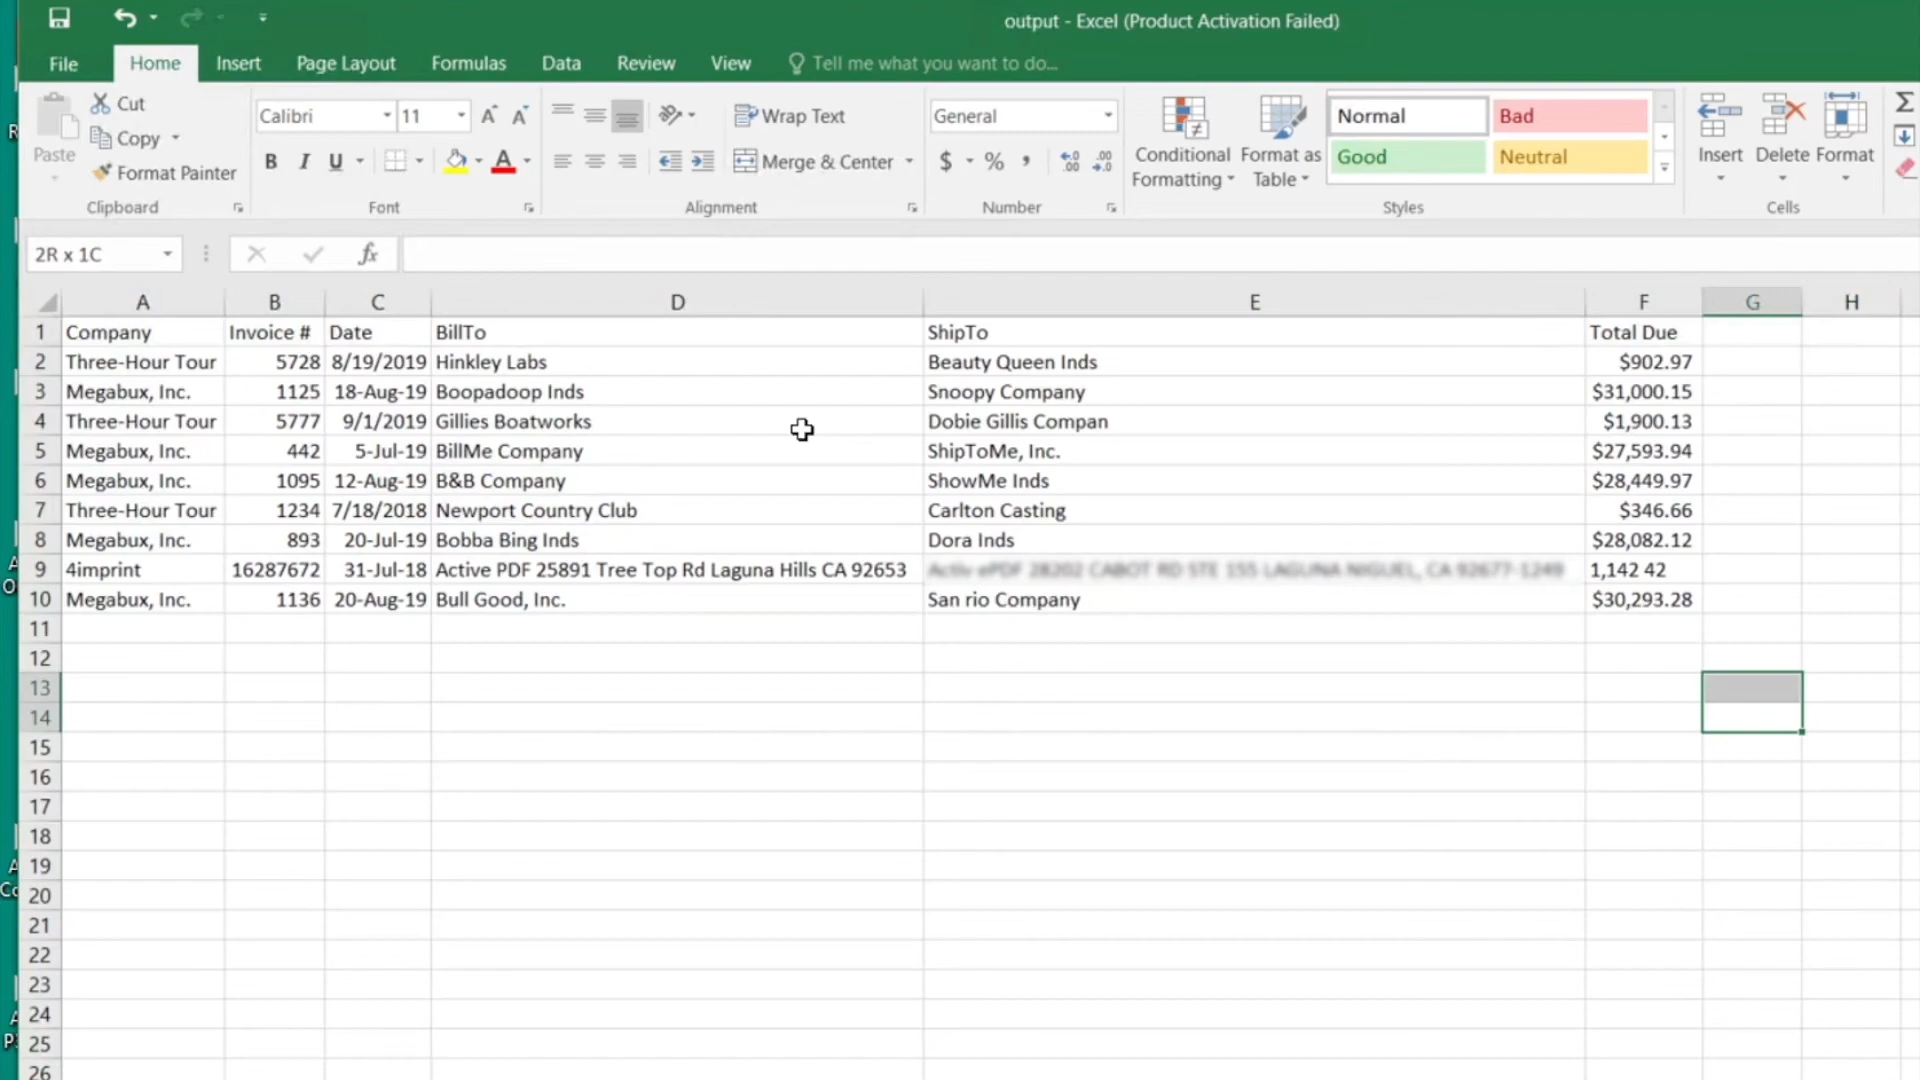 output - Excel (Product Activation Failed)
File Home Insert Page Layout Formulas Data Review View Tell me what you want to do...
Paste
Cut
Copy
Format Painter
Clipboard
Calibri 11
B I U
Font
Wrap Text
Merge & Center
Alignment
General
$ % ,
Number
Conditional Formatting
Format as Table
Normal Bad
Good Neutral
Styles
Insert Delete Format
Cells
2R x 1C fx
A B C D E F G H
1 Company Invoice # Date BillTo ShipTo Total Due
2 Three-Hour Tour 5728 8/19/2019 Hinkley Labs Beauty Queen Inds $902.97
3 Megabux, Inc. 1125 18-Aug-19 Boopadoop Inds Snoopy Company $31,000.15
4 Three-Hour Tour 5777 9/1/2019 Gillies Boatworks Dobie Gillis Compan $1,900.13
5 Megabux, Inc. 442 5-Jul-19 BillMe Company ShipToMe, Inc. $27,593.94
6 Megabux, Inc. 1095 12-Aug-19 B&B Company ShowMe Inds $28,449.97
7 Three-Hour Tour 1234 7/18/2018 Newport Country Club Carlton Casting $346.66
8 Megabux, Inc. 893 20-Jul-19 Bobba Bing Inds Dora Inds $28,082.12
9 4imprint 16287672 31-Jul-18 Active PDF 25891 Tree Top Rd Laguna Hills CA 92653 1,142 42
10 Megabux, Inc. 1136 20-Aug-19 Bull Good, Inc. San rio Company $30,293.28
11
12
13
14
15
16
17
18
19
20
21
22
23
24
25
26